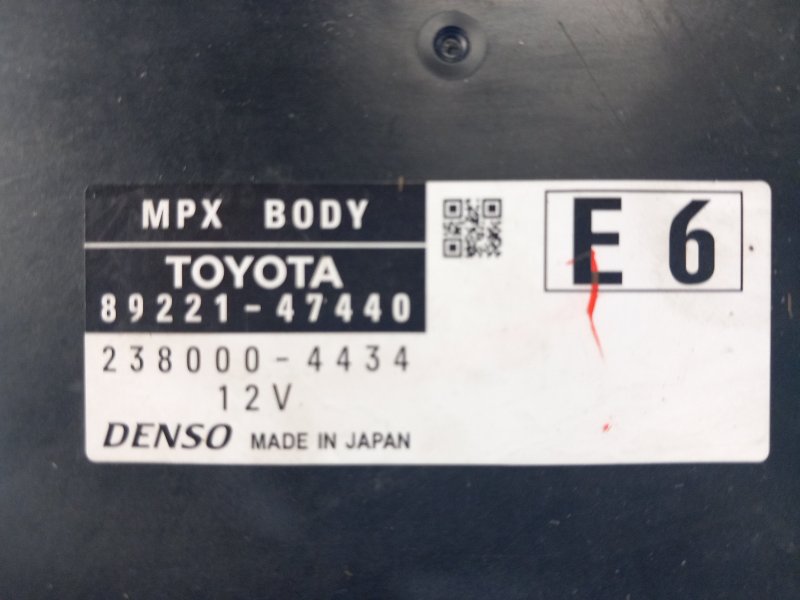 MPX BODY
TOYOTA
89221-47440
238000-4434
12V
DENSO MADE IN JAPAN
E 6